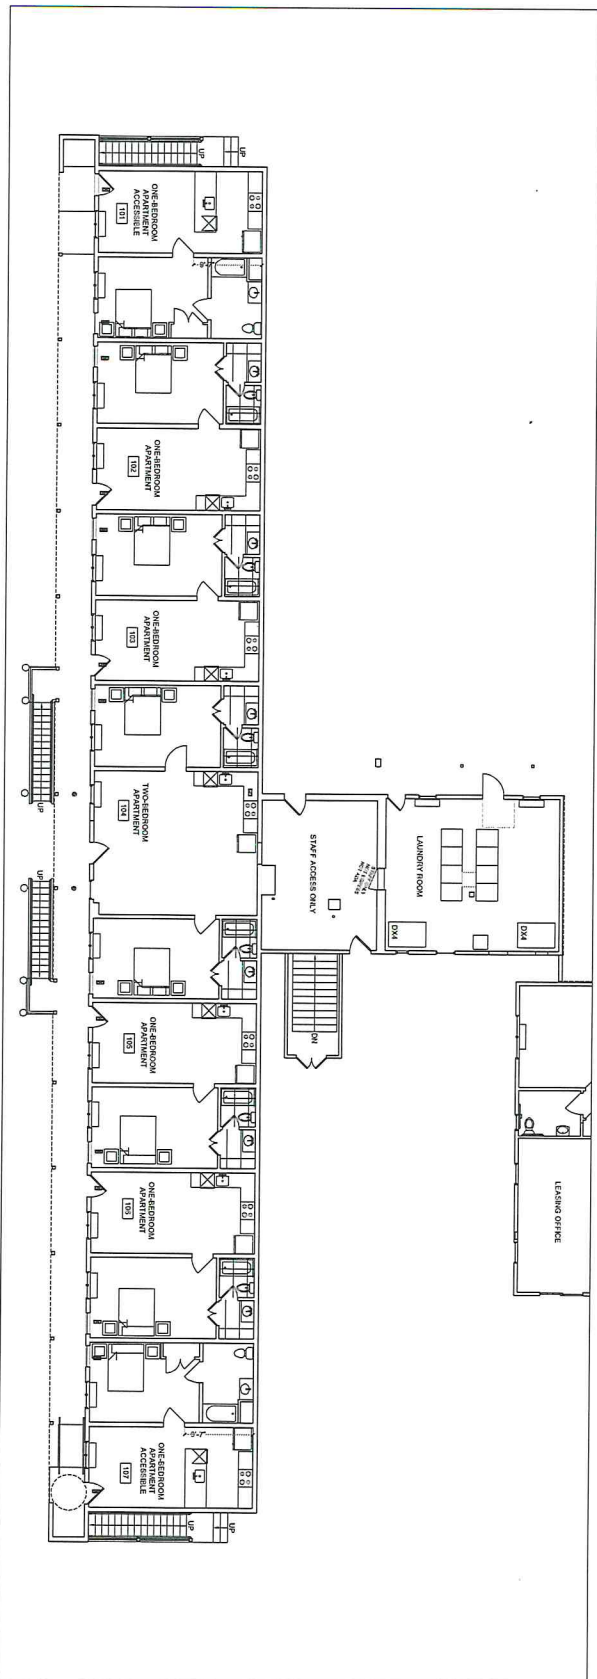 UP
UP
ONE-BEDROOM
APARTMENT
ACCESSIBLE
101
ONE-BEDROOM
APARTMENT
102
ONE-BEDROOM
APARTMENT
103
UP
TWO-BEDROOM
APARTMENT
104
UP
STAFF ACCESS ONLY
LAUNDRY ROOM
DX4
DX4
DN
ONE-BEDROOM
APARTMENT
105
ONE-BEDROOM
APARTMENT
106
LEASING OFFICE
ONE-BEDROOM
APARTMENT
ACCESSIBLE
107
UP
UP